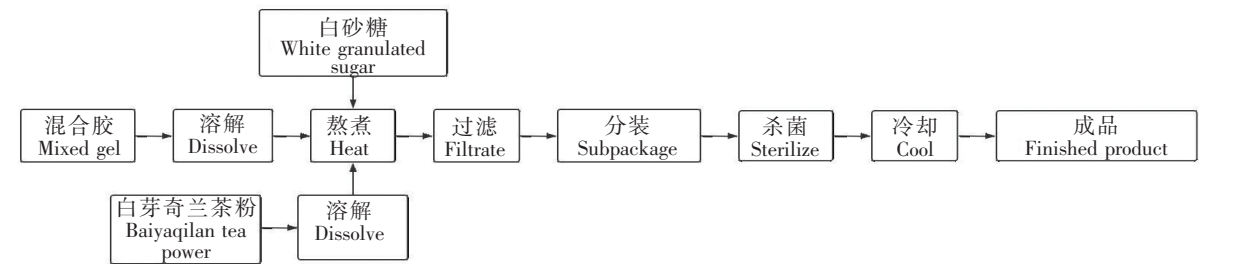 白砂糖
White granulated
sugar
混合胶
Mixed gel
溶解
Dissolve
熬煮
Heat
过滤
Filtrate
分装
Subpackage
杀菌
Sterilize
冷却
Cool
成品
Finished product
白芽奇兰茶粉
Baiyaqilan tea
power
溶解
Dissolve